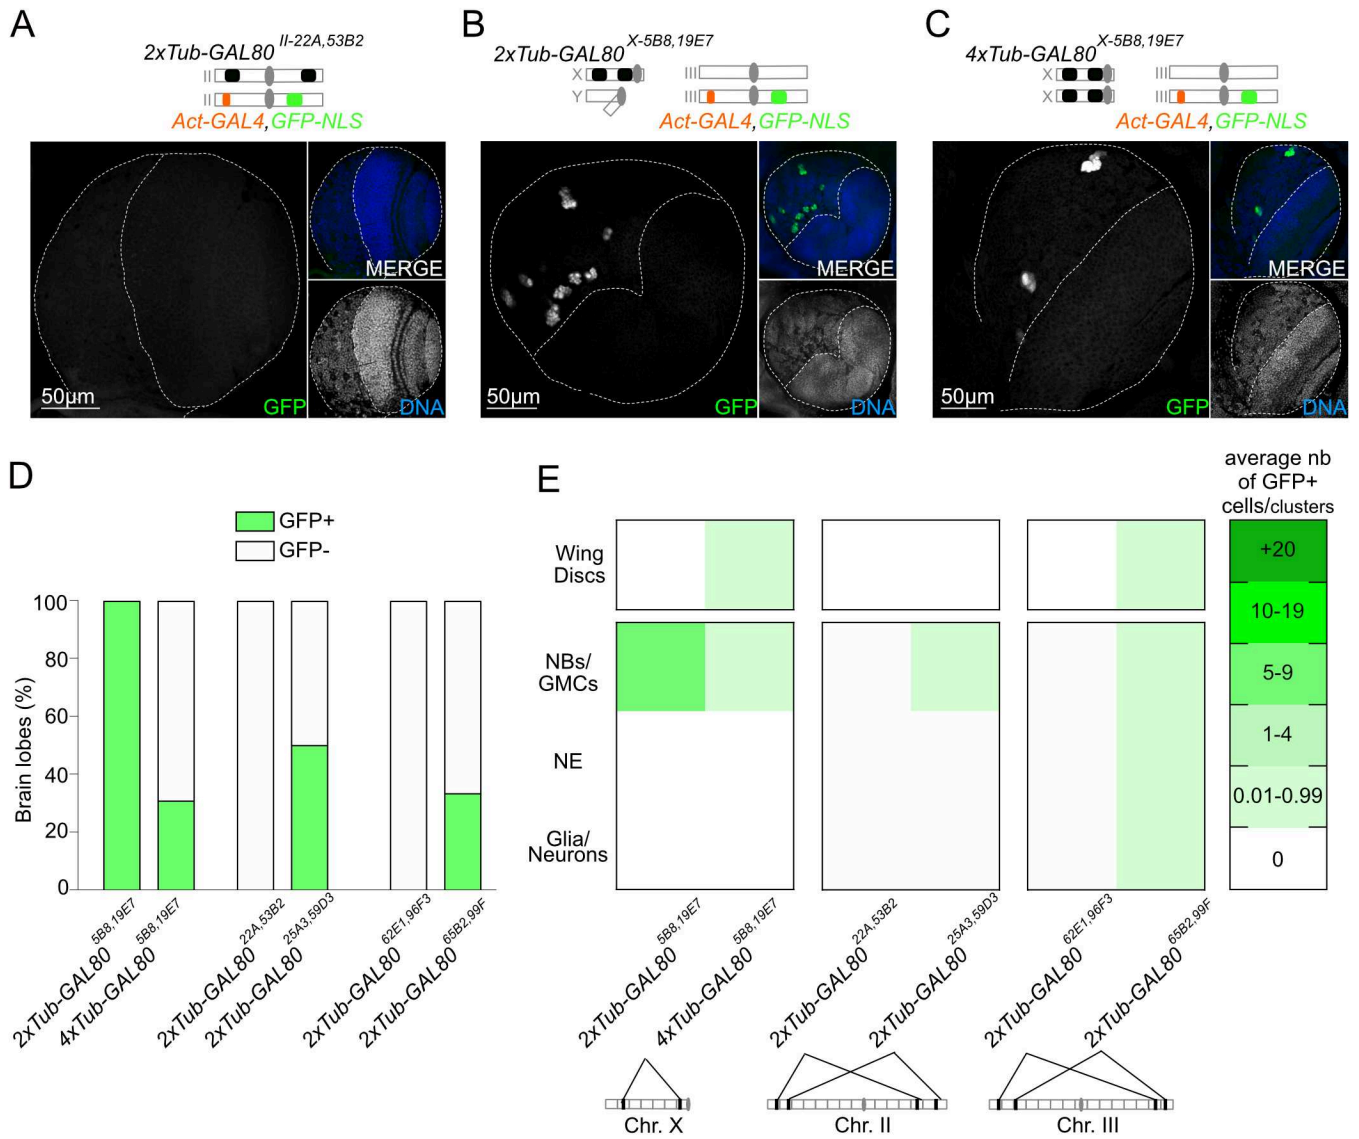 A
2xTub-GAL80 II-22A,53B2
II
II
Act-GAL4,GFP-NLS
MERGE
50µm
GFP
DNA
B
2xTub-GAL80 X-5B8,19E7
X
III
Y
III
Act-GAL4,GFP-NLS
MERGE
50µm
GFP
DNA
C
4xTub-GAL80 X-5B8,19E7
X
III
X
III
Act-GAL4,GFP-NLS
MERGE
50µm
GFP
DNA
D
GFP+
GFP-
Brain lobes (%)
100
80
60
40
20
0
2xTub-GAL80 5B8,19E7
4xTub-GAL80 5B8,19E7
2xTub-GAL80 22A,53B2
2xTub-GAL80 25A3,59D3
2xTub-GAL80 62E1,96F3
2xTub-GAL80 65B2,99F
E
average nb
of GFP+
cells/clusters
+20
10-19
5-9
1-4
0.01-0.99
0
Wing
Discs
NBs/
GMCs
NE
Glia/
Neurons
2xTub-GAL80 5B8,19E7
4xTub-GAL80 5B8,19E7
2xTub-GAL80 22A,53B2
2xTub-GAL80 25A3,59D3
2xTub-GAL80 62E1,96F3
2xTub-GAL80 65B2,99F
Chr. X
Chr. II
Chr. III